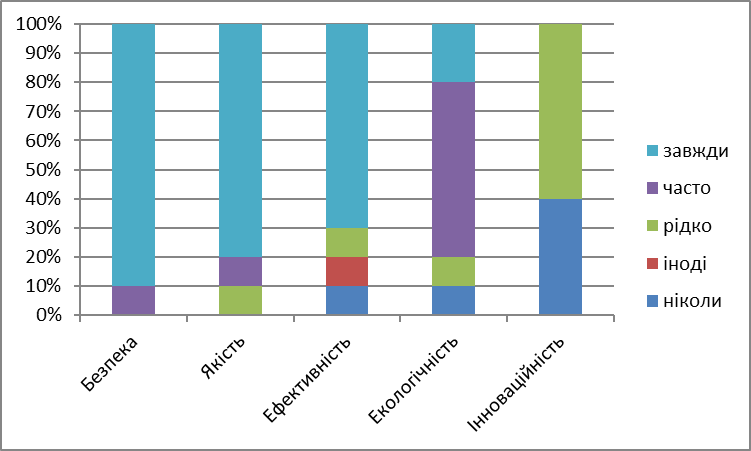 100%
90%
80%
70%
60%
50%
40%
30%
20%
10%
0%
Безпека
Якість
Ефективність
Екологічність
Інноваційність
завжди
часто
рідко
іноді
ніколи